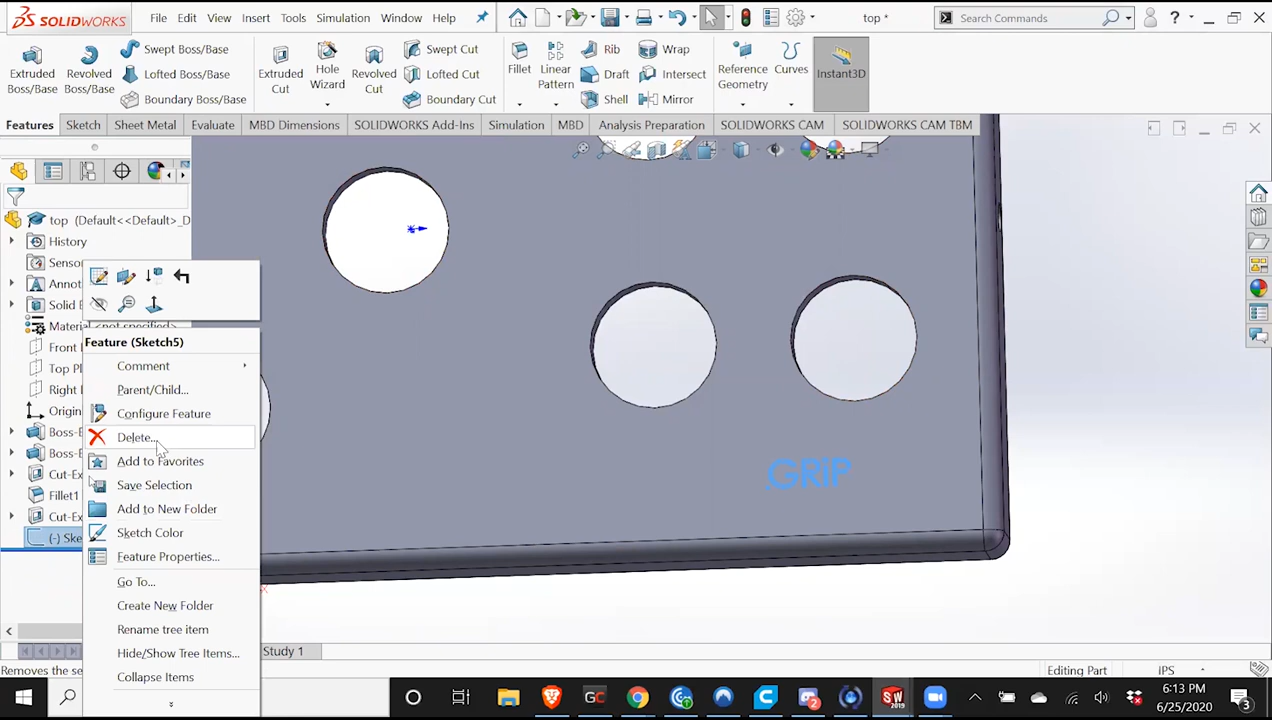 SOLIDWORKS File Edit View Insert Tools Simulation Window Help top * Search Commands
Extruded Boss/Base Revolved Boss/Base Swept Boss/Base Lofted Boss/Base Boundary Boss/Base Extruded Cut Hole Wizard Revolved Cut Swept Cut Lofted Cut Boundary Cut Fillet Linear Pattern Rib Draft Shell Wrap Intersect Mirror Reference Geometry Curves Instant3D
Features Sketch Sheet Metal Evaluate MBD Dimensions SOLIDWORKS Add-Ins Simulation MBD Analysis Preparation SOLIDWORKS CAM SOLIDWORKS CAM TBM
top (Default<<Default>_D
History
Senso
Annot
Solid B
Material <not specified>
Front
Top Pl
Right
Origin
Boss-E
Boss-E
Cut-Ex
Fillet1
Cut-Ex
(-) Ske
Feature (Sketch5)
Comment
Parent/Child...
Configure Feature
Delete...
Add to Favorites
Save Selection
Add to New Folder
Sketch Color
Feature Properties...
Go To...
Create New Folder
Rename tree item
Hide/Show Tree Items...
Collapse Items
GRiP
Study 1
Removes the se
Editing Part IPS
6:13 PM
6/25/2020
3